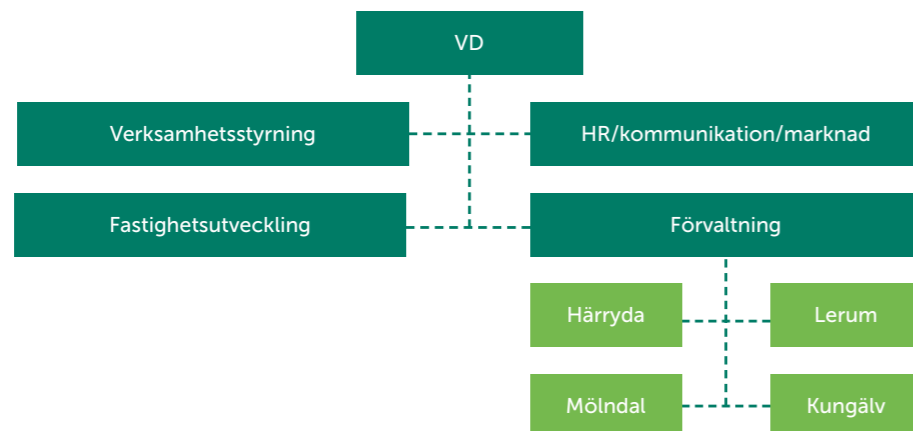 VD
Verksamhetsstyrning
HR/kommunikation/marknad
Fastighetsutveckling
Förvaltning
Härryda
Lerum
Mölndal
Kungälv